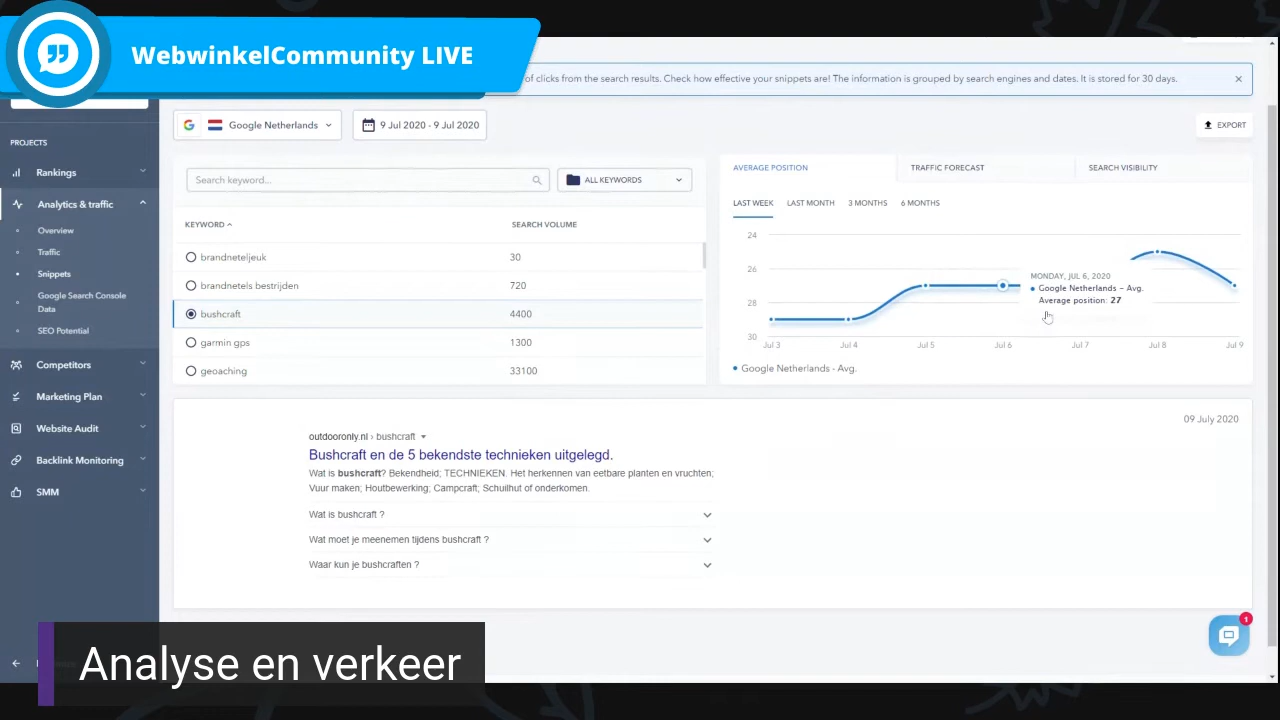 WebwinkelCommunity LIVE
of clicks from the search results. Check how effective your snippets are! The information is grouped by search engines and dates. It is stored for 30 days.
Google Netherlands
9 Jul 2020 - 9 Jul 2020
EXPORT
PROJECTS
Rankings
Analytics & traffic
Overview
Traffic
Snippets
Google Search Console
Data
SEO Potential
Competitors
Marketing Plan
Website Audit
Backlink Monitoring
SMM
Search keyword...
ALL KEYWORDS
KEYWORD
SEARCH VOLUME
brandneteljeuk 30
brandnetels bestrijden 720
bushcraft 4400
garmin gps 1300
geoaching 33100
AVERAGE POSITION
TRAFFIC FORECAST
SEARCH VISIBILITY
LAST WEEK
LAST MONTH
3 MONTHS
6 MONTHS
24
26
28
30
MONDAY, JUL 6, 2020
Google Netherlands - Avg.
Average position: 27
Jul 3
Jul 4
Jul 5
Jul 6
Jul 7
Jul 8
Jul 9
Google Netherlands - Avg.
09 July 2020
outdooronly.nl › bushcraft
Bushcraft en de 5 bekendste technieken uitgelegd.
Wat is bushcraft? Bekendheid; TECHNIEKEN. Het herkennen van eetbare planten en vruchten;
Vuur maken; Houtbewerking; Campcraft; Schuilhut of onderkomen.
Wat is bushcraft ?
Wat moet je meenemen tijdens bushcraft ?
Waar kun je bushcraften ?
1
Analyse en verkeer